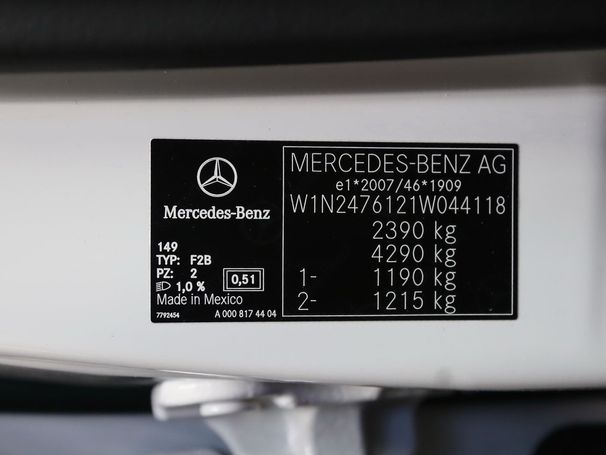 Mercedes-Benz
149
TYP: F2B
PZ: 2
1,0 %
0,51
Made in Mexico
7792454
A 000 817 44 04
MERCEDES-BENZ AG
e1*2007/46*1909
W1N2476121W044118
2390 kg
4290 kg
1- 1190 kg
2- 1215 kg